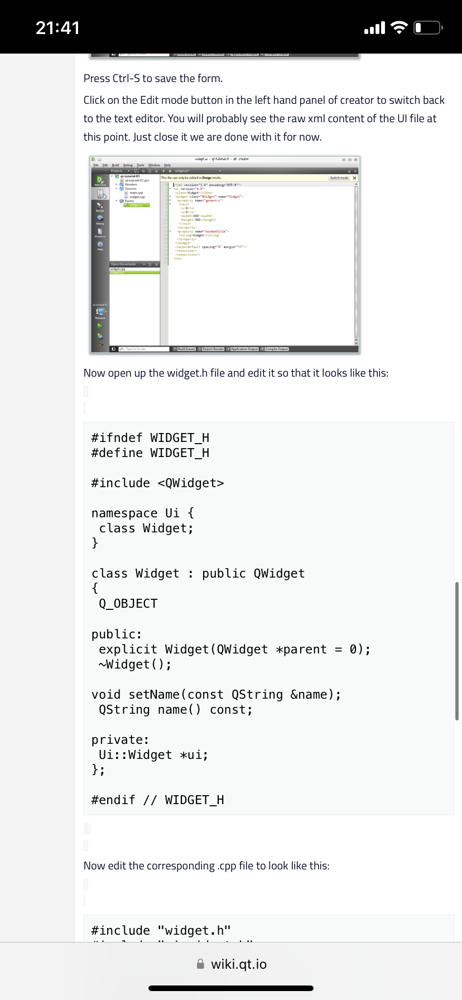 21:41
Press Ctrl-S to save the form.
Click on the Edit mode button in the left hand panel of creator to switch back
to the text editor. You will probably see the raw xml content of the UI file at
this point. Just close it we are done with it for now.
widget.ui - qt-tutorial-01 - Qt Creator
File Edit Build Debug Tools Window Help
Projects
widget.ui*
qt-tutorial-01
This file can only be edited in Design mode.
Switch mode
qt-tutorial-01.pro
Headers
Sources
main.cpp
widget.cpp
Forms
widget.ui
Welcome
Edit
Design
Debug
Projects
Help
<?xml version="1.0" encoding="UTF-8"?>
<ui version="4.0">
<class>Widget</class>
<widget class="QWidget" name="Widget">
<property name="geometry">
<rect>
<x>0</x>
<y>0</y>
<width>400</width>
<height>300</height>
</rect>
</property>
<property name="windowTitle">
<string>Widget</string>
</property>
</widget>
<layoutdefault spacing="6" margin="11"/>
<resources/>
<connections/>
</ui>
Open Documents
widget.cpp
widget.ui*
qt-tutorial-01
Release
Type to locate
1 Build Issues 2 Search Results 3 Application Output 4 Compile Output
Now open up the widget.h file and edit it so that it looks like this:
#ifndef WIDGET_H
#define WIDGET_H
#include <QWidget>
namespace Ui {
class Widget;
}
class Widget : public QWidget
{
Q_OBJECT
public:
explicit Widget(QWidget *parent = 0);
~Widget();
void setName(const QString &name);
QString name() const;
private:
Ui::Widget *ui;
};
#endif // WIDGET_H
Now edit the corresponding .cpp file to look like this:
#include "widget.h"
wiki.qt.io